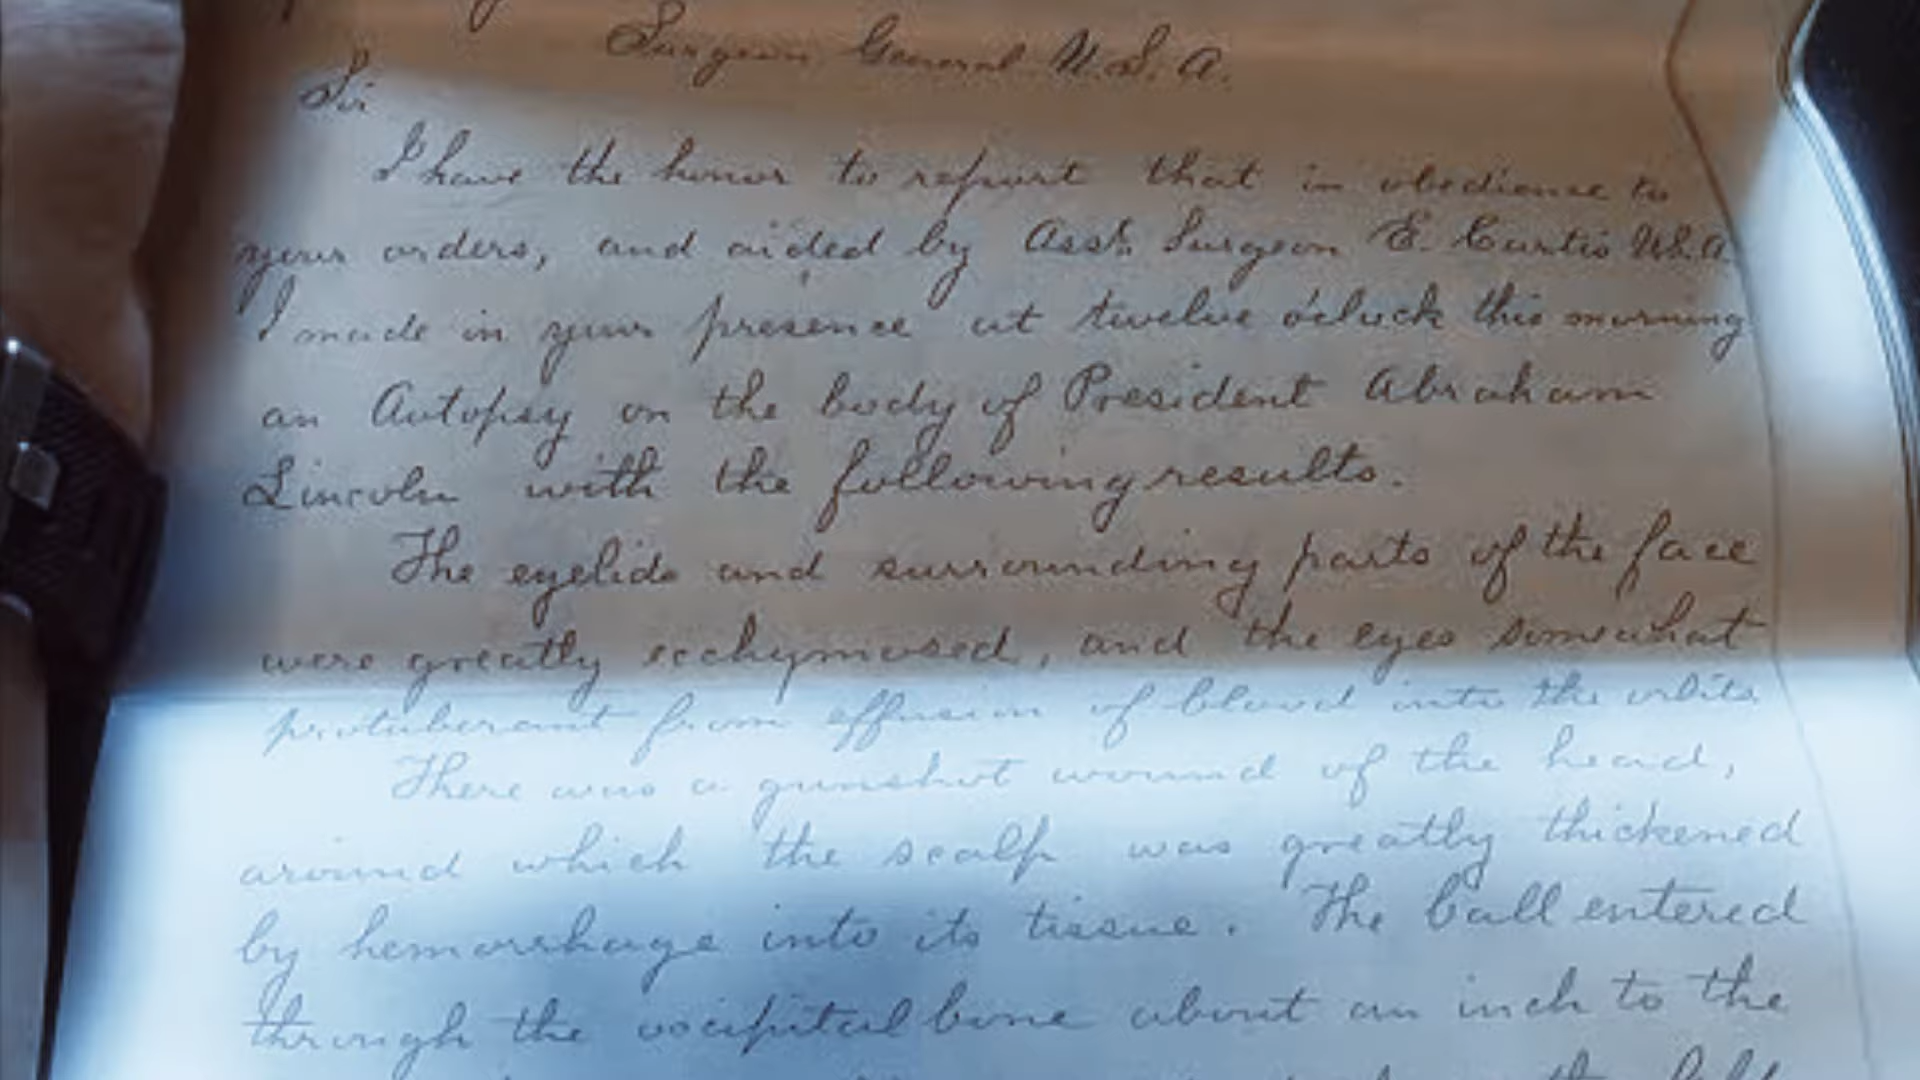 Surgeon General U.S.A.
Sir
I have the honor to report that in obedience to
your orders, and aided by Asst. Surgeon E. Curtis U.S.A.
I made in your presence at twelve o'clock this morning
an Autopsy on the body of President Abraham
Lincoln with the following results.
The eyelids and surrounding parts of the face
were greatly ecchymosed, and the eyes somewhat
protuberant from effusion of blood into the orbits
There was a gunshot wound of the head,
around which the scalp was greatly thickened
by hemorrhage into its tissue. The ball entered
through the occipital bone about an inch to the